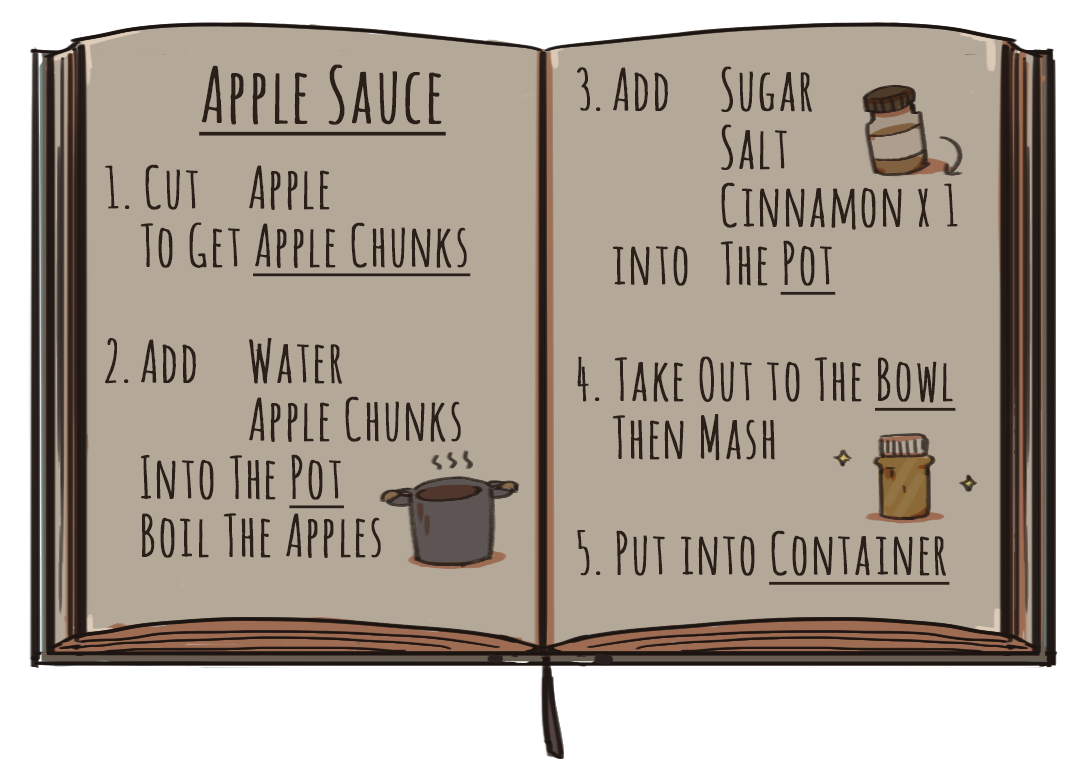 Apple Sauce
1. Cut Apple
To Get Apple Chunks
2. Add Water
Apple Chunks
Into The Pot
Boil The Apples
3. Add Sugar
Salt
Cinnamon x 1
into The Pot
4. Take Out to The Bowl
Then Mash
5. Put into Container